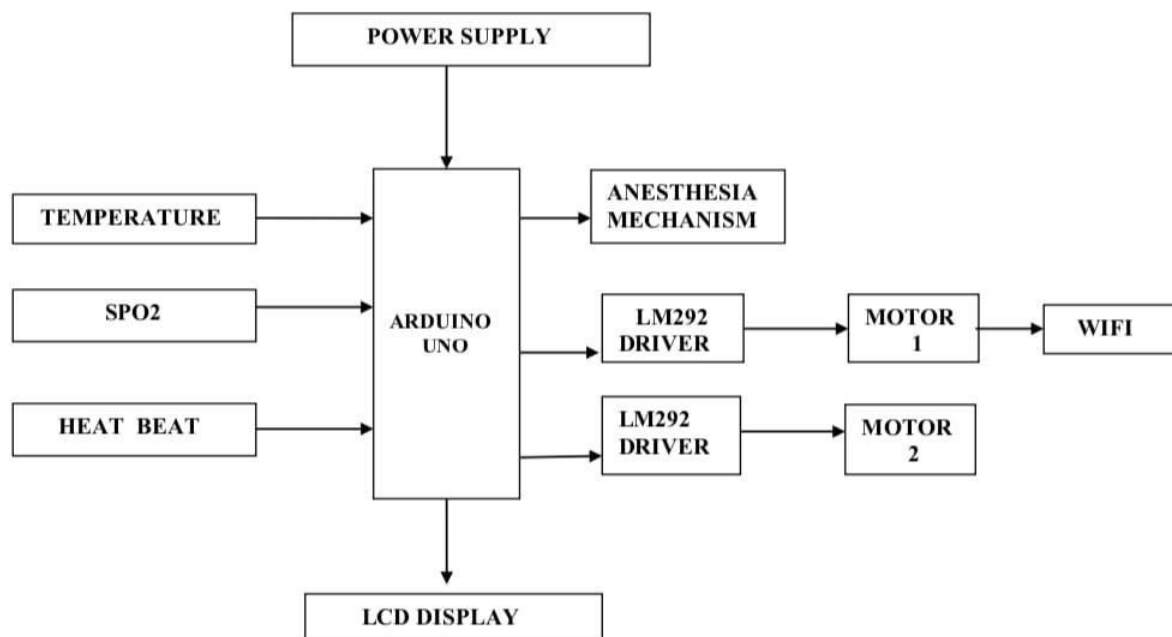 POWER SUPPLY
TEMPERATURE
SPO2
HEAT BEAT
ARDUINO
UNO
ANESTHESIA
MECHANISM
LM292
DRIVER
MOTOR
1
WIFI
LM292
DRIVER
MOTOR
2
LCD DISPLAY